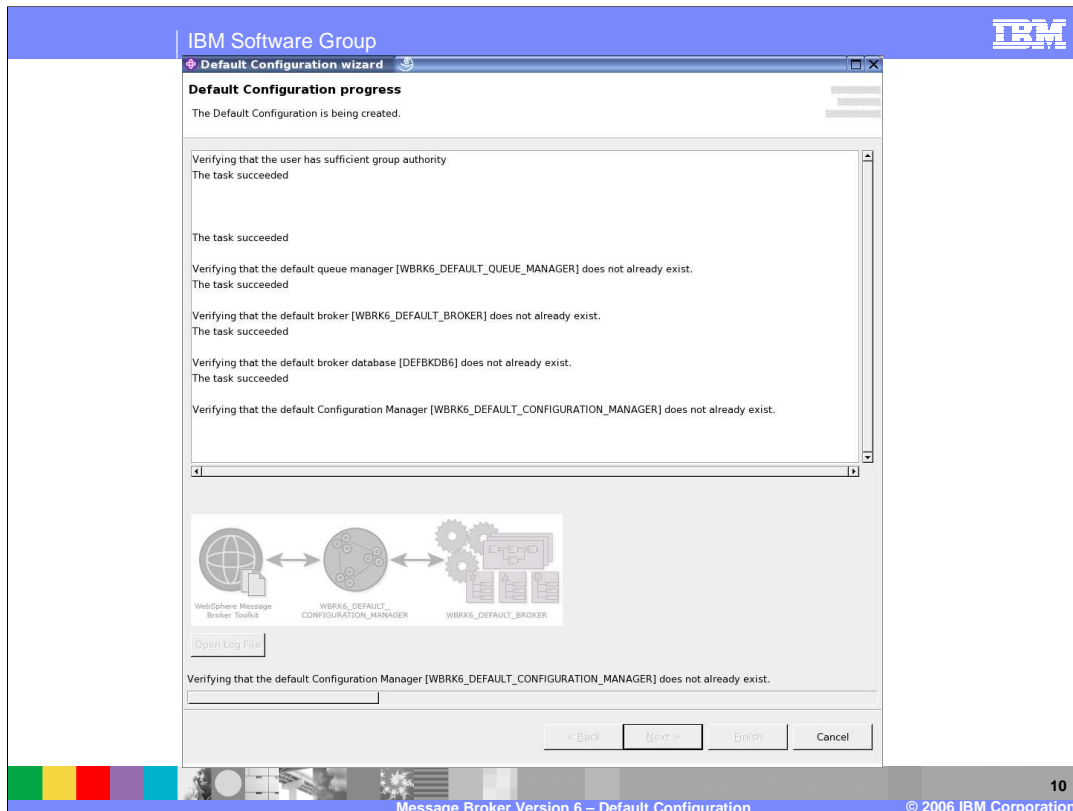 IBM Software Group
IBM
Default Configuration wizard
Default Configuration progress
The Default Configuration is being created.
Verifying that the user has sufficient group authority
The task succeeded
The task succeeded
Verifying that the default queue manager [WBRK6_DEFAULT_QUEUE_MANAGER] does not already exist.
The task succeeded
Verifying that the default broker [WBRK6_DEFAULT_BROKER] does not already exist.
The task succeeded
Verifying that the default broker database [DEFBKDB6] does not already exist.
The task succeeded
Verifying that the default Configuration Manager [WBRK6_DEFAULT_CONFIGURATION_MANAGER] does not already exist.
WebSphere Message
Broker Toolkit
WBRK6_DEFAULT_
CONFIGURATION_MANAGER
WBRK6_DEFAULT_BROKER
Open Log File
Verifying that the default Configuration Manager [WBRK6_DEFAULT_CONFIGURATION_MANAGER] does not already exist.
< Back
Next >
Finish
Cancel
10
Message Broker Version 6 – Default Configuration
© 2006 IBM Corporation